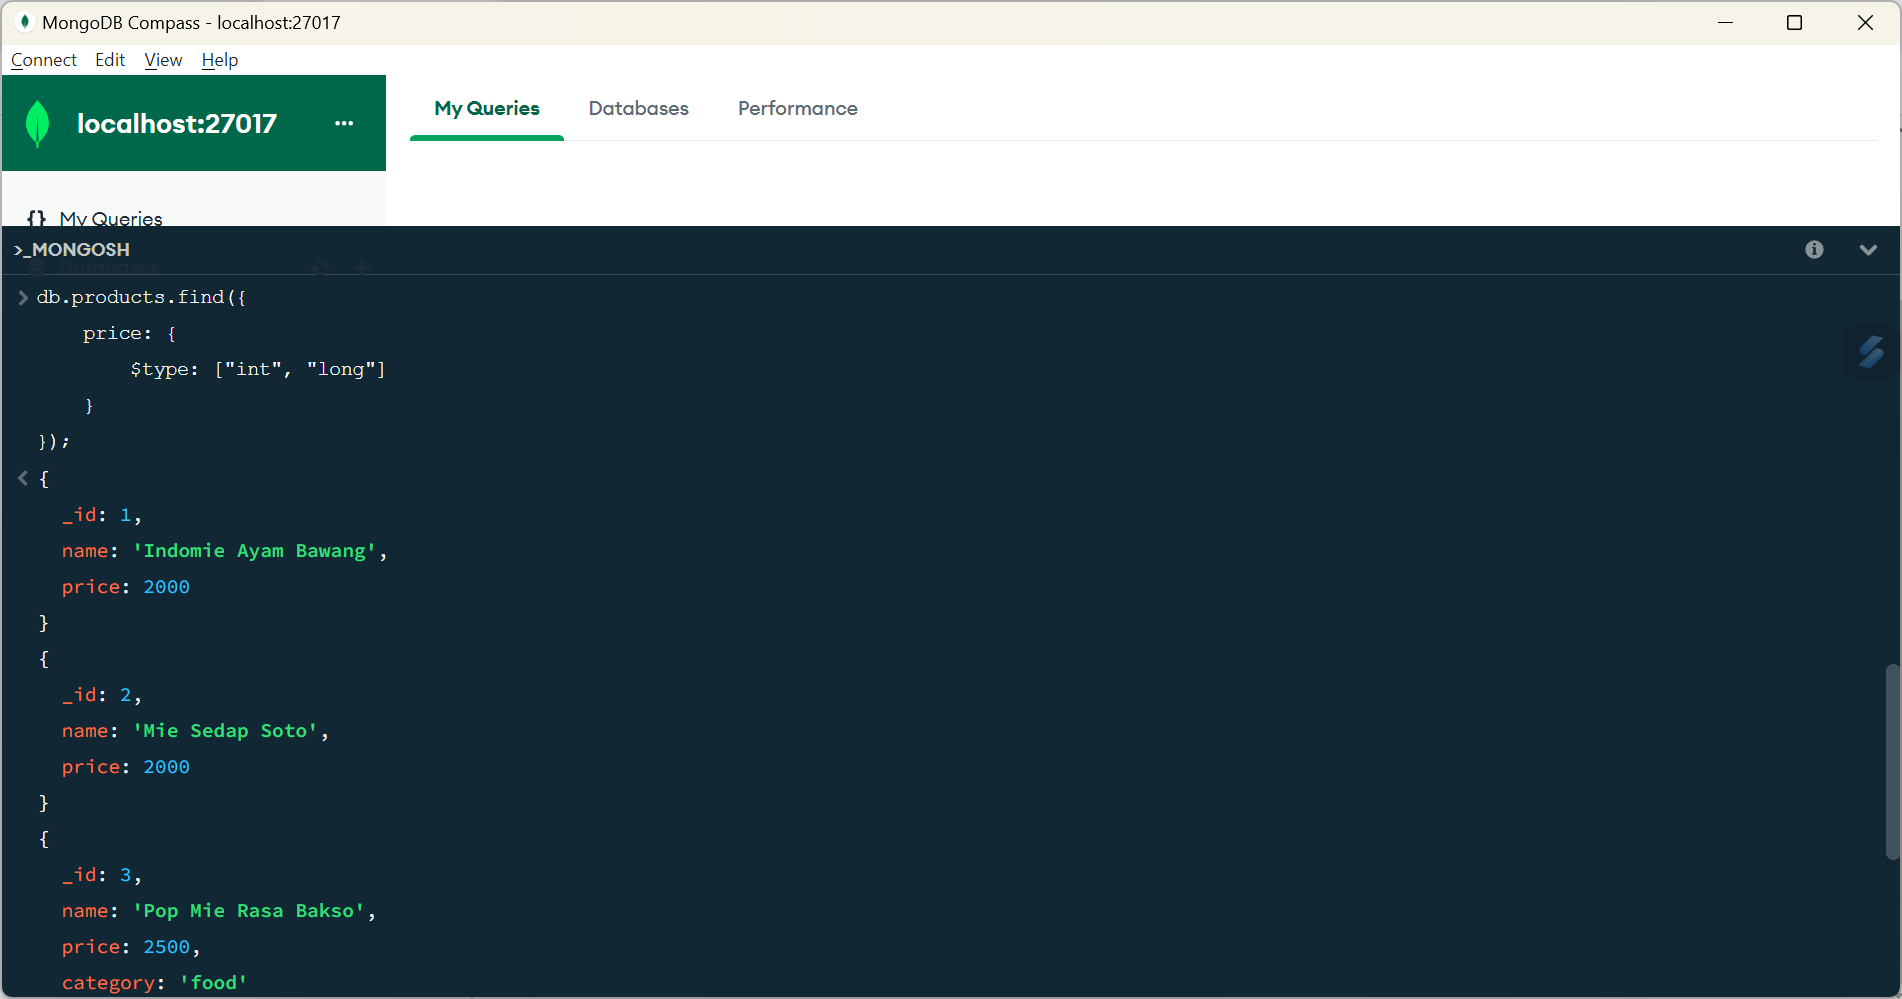 MongoDB Compass - localhost:27017
Connect Edit View Help
localhost:27017 ...
My Queries Databases Performance
{} My Queries
>_MONGOSH
Databases
> db.products.find({
price: {
$type: ["int", "long"]
}
});
< {
_id: 1,
name: 'Indomie Ayam Bawang',
price: 2000
}
{
_id: 2,
name: 'Mie Sedap Soto',
price: 2000
}
{
_id: 3,
name: 'Pop Mie Rasa Bakso',
price: 2500,
category: 'food'